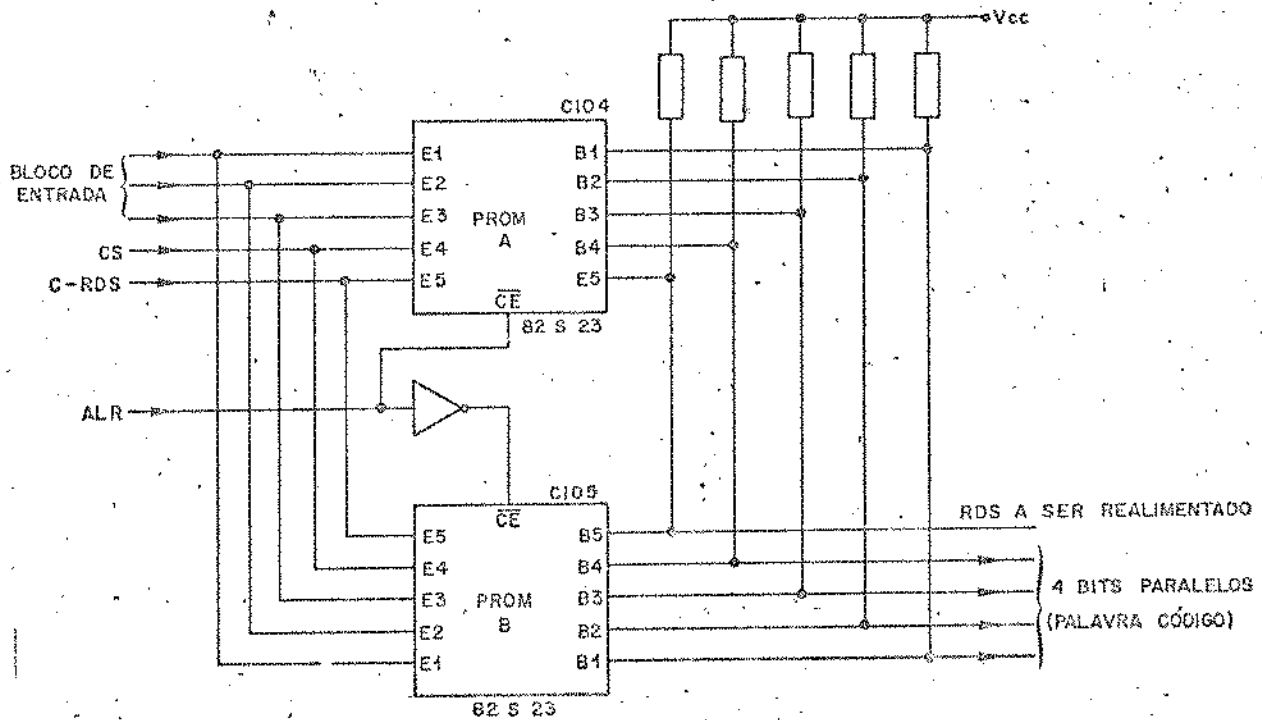 Vcc
CI04
BLOCO DE
ENTRADA
CS
C-RDS
E1
E2
E3
E4
E5
PROM
A
B1
B2
B3
B4
E5
CE
82 S 23
ALR
CI05
CE
E5
E4
E3
E2
E1
PROM
B
B5
B4
B3
B2
B1
82 S 23
RDS A SER REALIMENTADO
4 BITS PARALELOS
(PALAVRA CÓDIGO)